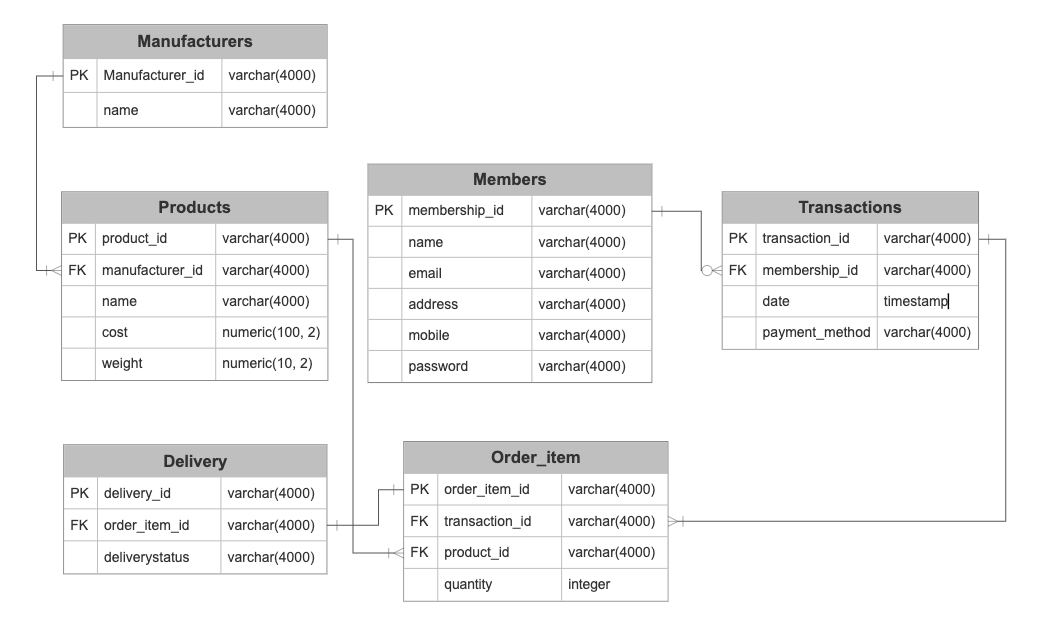 Manufacturers
PK Manufacturer_id varchar(4000)
name varchar(4000)
Products
PK product_id varchar(4000)
FK manufacturer_id varchar(4000)
name varchar(4000)
cost numeric(100, 2)
weight numeric(10, 2)
Members
PK membership_id varchar(4000)
name varchar(4000)
email varchar(4000)
address varchar(4000)
mobile varchar(4000)
password varchar(4000)
Transactions
PK transaction_id varchar(4000)
FK membership_id varchar(4000)
date timestamp
payment_method varchar(4000)
Delivery
PK delivery_id varchar(4000)
FK order_item_id varchar(4000)
deliverystatus varchar(4000)
Order_item
PK order_item_id varchar(4000)
FK transaction_id varchar(4000)
FK product_id varchar(4000)
quantity integer